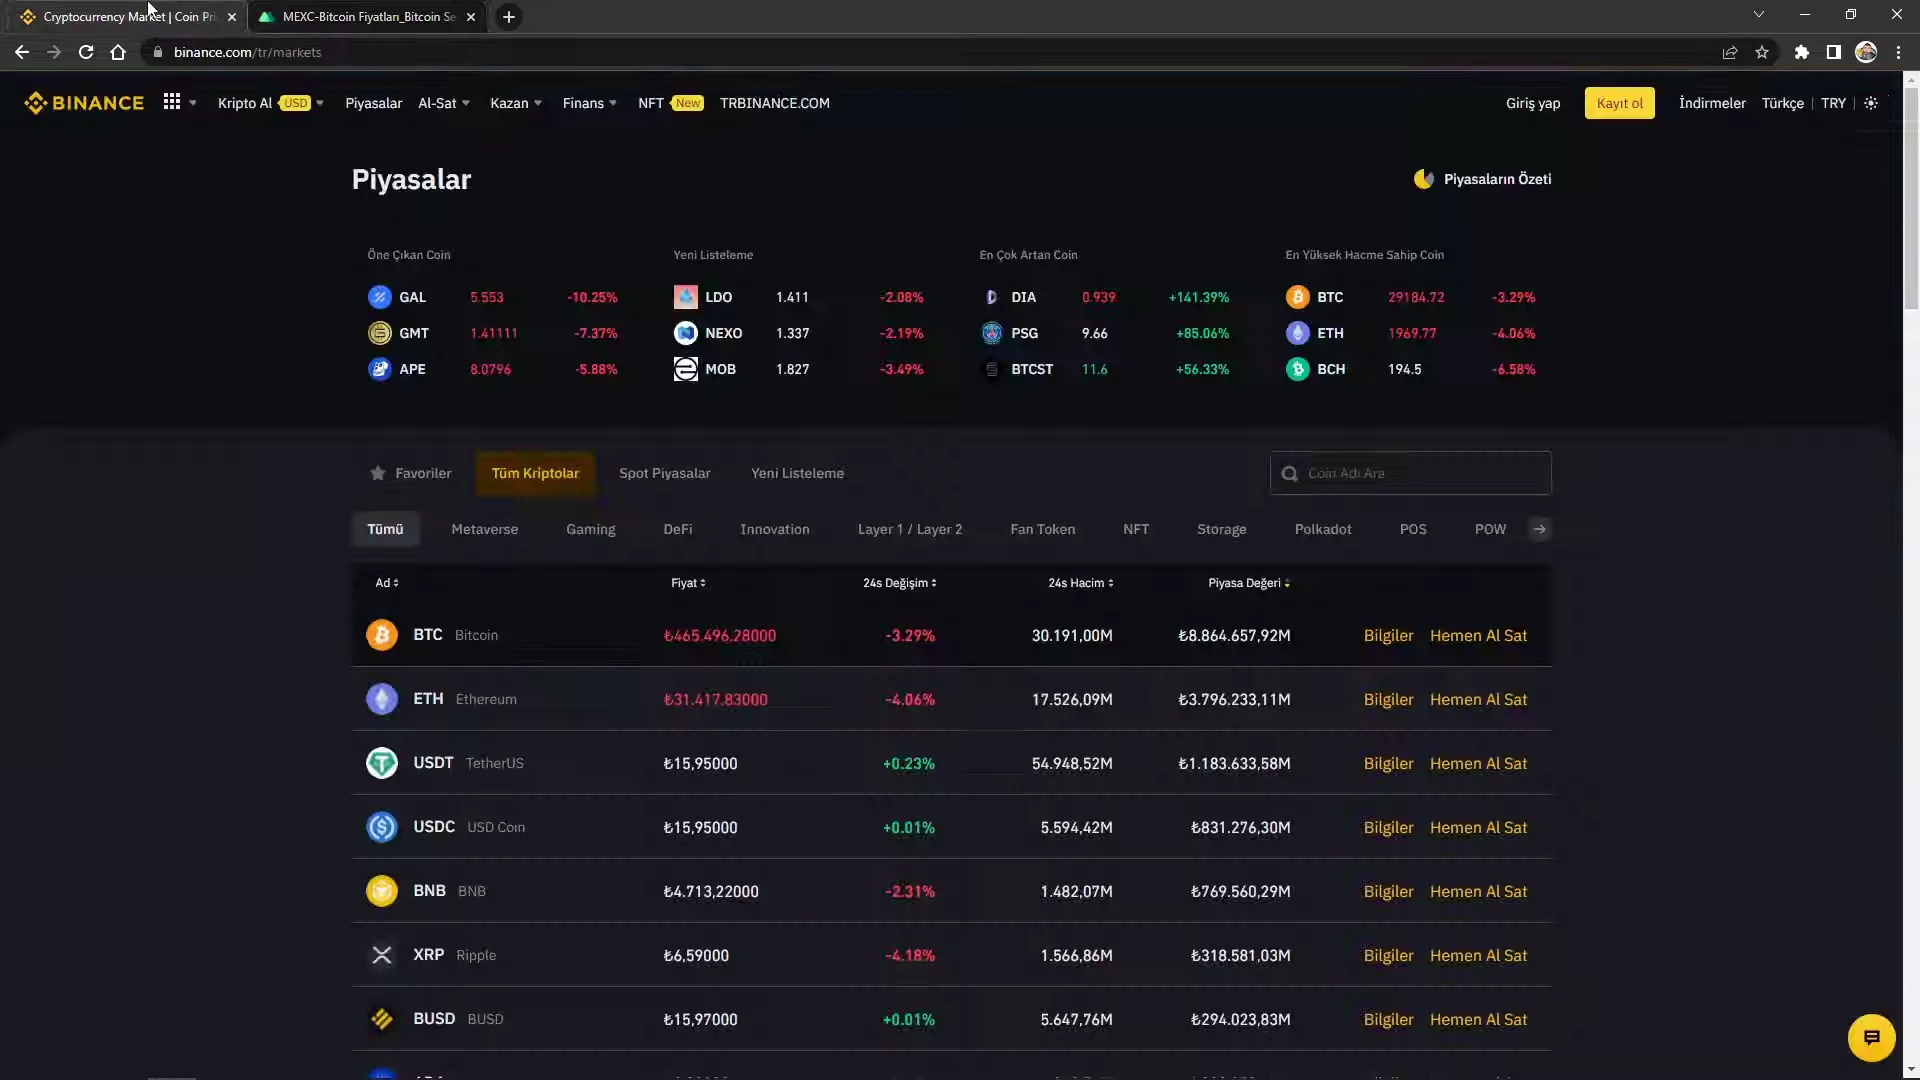 Cryptocurrency Market | Coin Pri
MEXC-Bitcoin Fiyatları_Bitcoin Se
binance.com/tr/markets
BINANCE
Kripto Al USD
Piyasalar
Al-Sat
Kazan
Finans
NFT New
TRBINANCE.COM
Giriş yap
Kayıt ol
İndirmeler
Türkçe | TRY
Piyasalar
Piyasaların Özeti
Öne Çıkan Coin
GAL 5.553 -10.25%
GMT 1.41111 -7.37%
APE 8.0796 -5.88%
Yeni Listeleme
LDO 1.411 -2.08%
NEXO 1.337 -2.19%
MOB 1.827 -3.49%
En Çok Artan Coin
DIA 0.939 +141.39%
PSG 9.66 +85.06%
BTCST 11.6 +56.33%
En Yüksek Hacme Sahip Coin
BTC 29184.72 -3.29%
ETH 1969.77 -4.06%
BCH 194.5 -6.58%
Favoriler Tüm Kriptolar Spot Piyasalar Yeni Listeleme
Coin Adı Ara
Tümü Metaverse Gaming DeFi Innovation Layer 1 / Layer 2 Fan Token NFT Storage Polkadot POS POW
Ad Fiyat 24s Değişim 24s Hacim Piyasa Değeri
BTC Bitcoin ₺465.496,28000 -3.29% 30.191,00M ₺8.864.657,92M Bilgiler Hemen Al Sat
ETH Ethereum ₺31.417,83000 -4.06% 17.526,09M ₺3.796.233,11M Bilgiler Hemen Al Sat
USDT TetherUS ₺15,95000 +0.23% 54.948,52M ₺1.183.633,58M Bilgiler Hemen Al Sat
USDC USD Coin ₺15,95000 +0.01% 5.594,42M ₺831.276,30M Bilgiler Hemen Al Sat
BNB BNB ₺4.713,22000 -2.31% 1.482,07M ₺769.560,29M Bilgiler Hemen Al Sat
XRP Ripple ₺6,59000 -4.18% 1.566,86M ₺318.581,03M Bilgiler Hemen Al Sat
BUSD BUSD ₺15,97000 +0.01% 5.647,76M ₺294.023,83M Bilgiler Hemen Al Sat